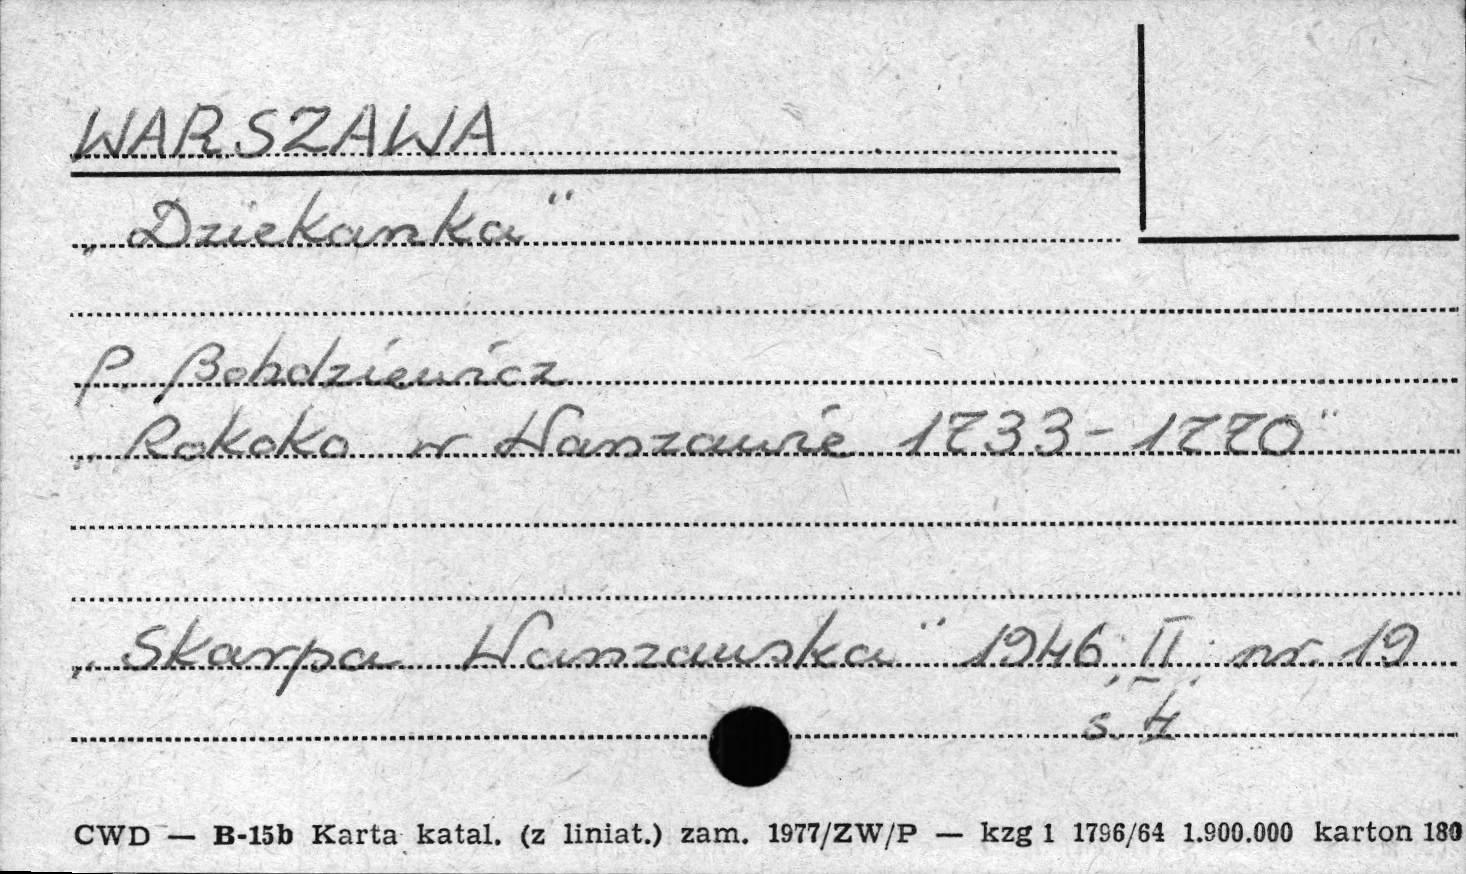 WARSZAWA
„Dziekanka"
P. Bohdziewicz
„Rokoko w Warszawie 1733-1770"
„Skarpa Warszawska" 1946 II nr. 19
s. 4
CWD — B-15b Karta katal. (z liniat.) zam. 1977/ZW/P — kzg 1 1796/64 1.900.000 karton 180